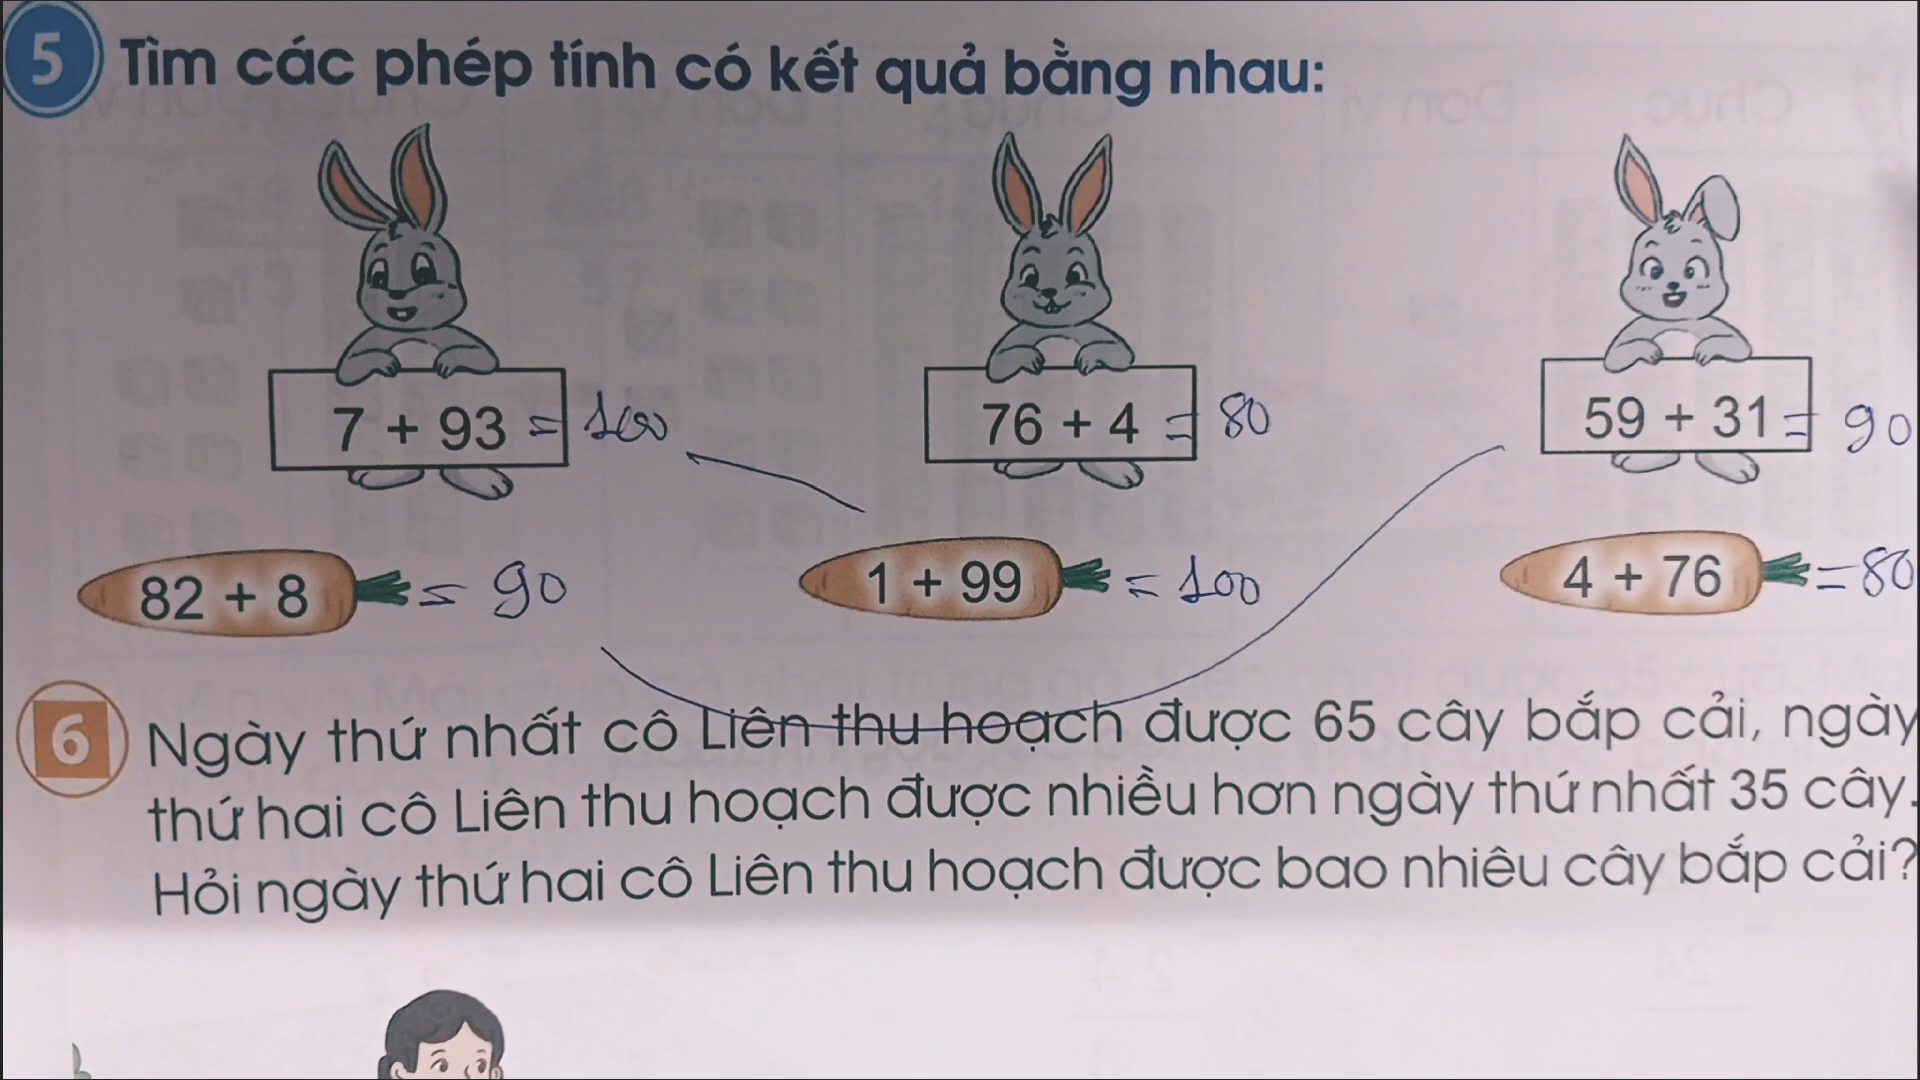 5 Tìm các phép tính có kết quả bằng nhau:
7 + 93 = 100
76 + 4 = 80
59 + 31 = 90
82 + 8 = 90
1 + 99 = 100
4 + 76 = 80
6 Ngày thứ nhất cô Liên thu hoạch được 65 cây bắp cải, ngày
thứ hai cô Liên thu hoạch được nhiều hơn ngày thứ nhất 35 cây.
Hỏi ngày thứ hai cô Liên thu hoạch được bao nhiêu cây bắp cải?